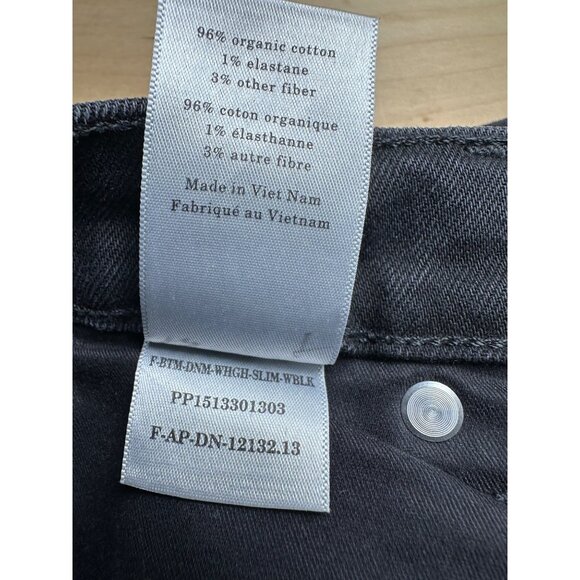 96% organic cotton
1% elastane
3% other fiber
96% coton organique
1% élasthanne
3% autre fibre
Made in Viet Nam
Fabriqué au Vietnam
F-BTM-DNM-WHGH-SLIM-WBLK
PP1513301303
F-AP-DN-12132.13